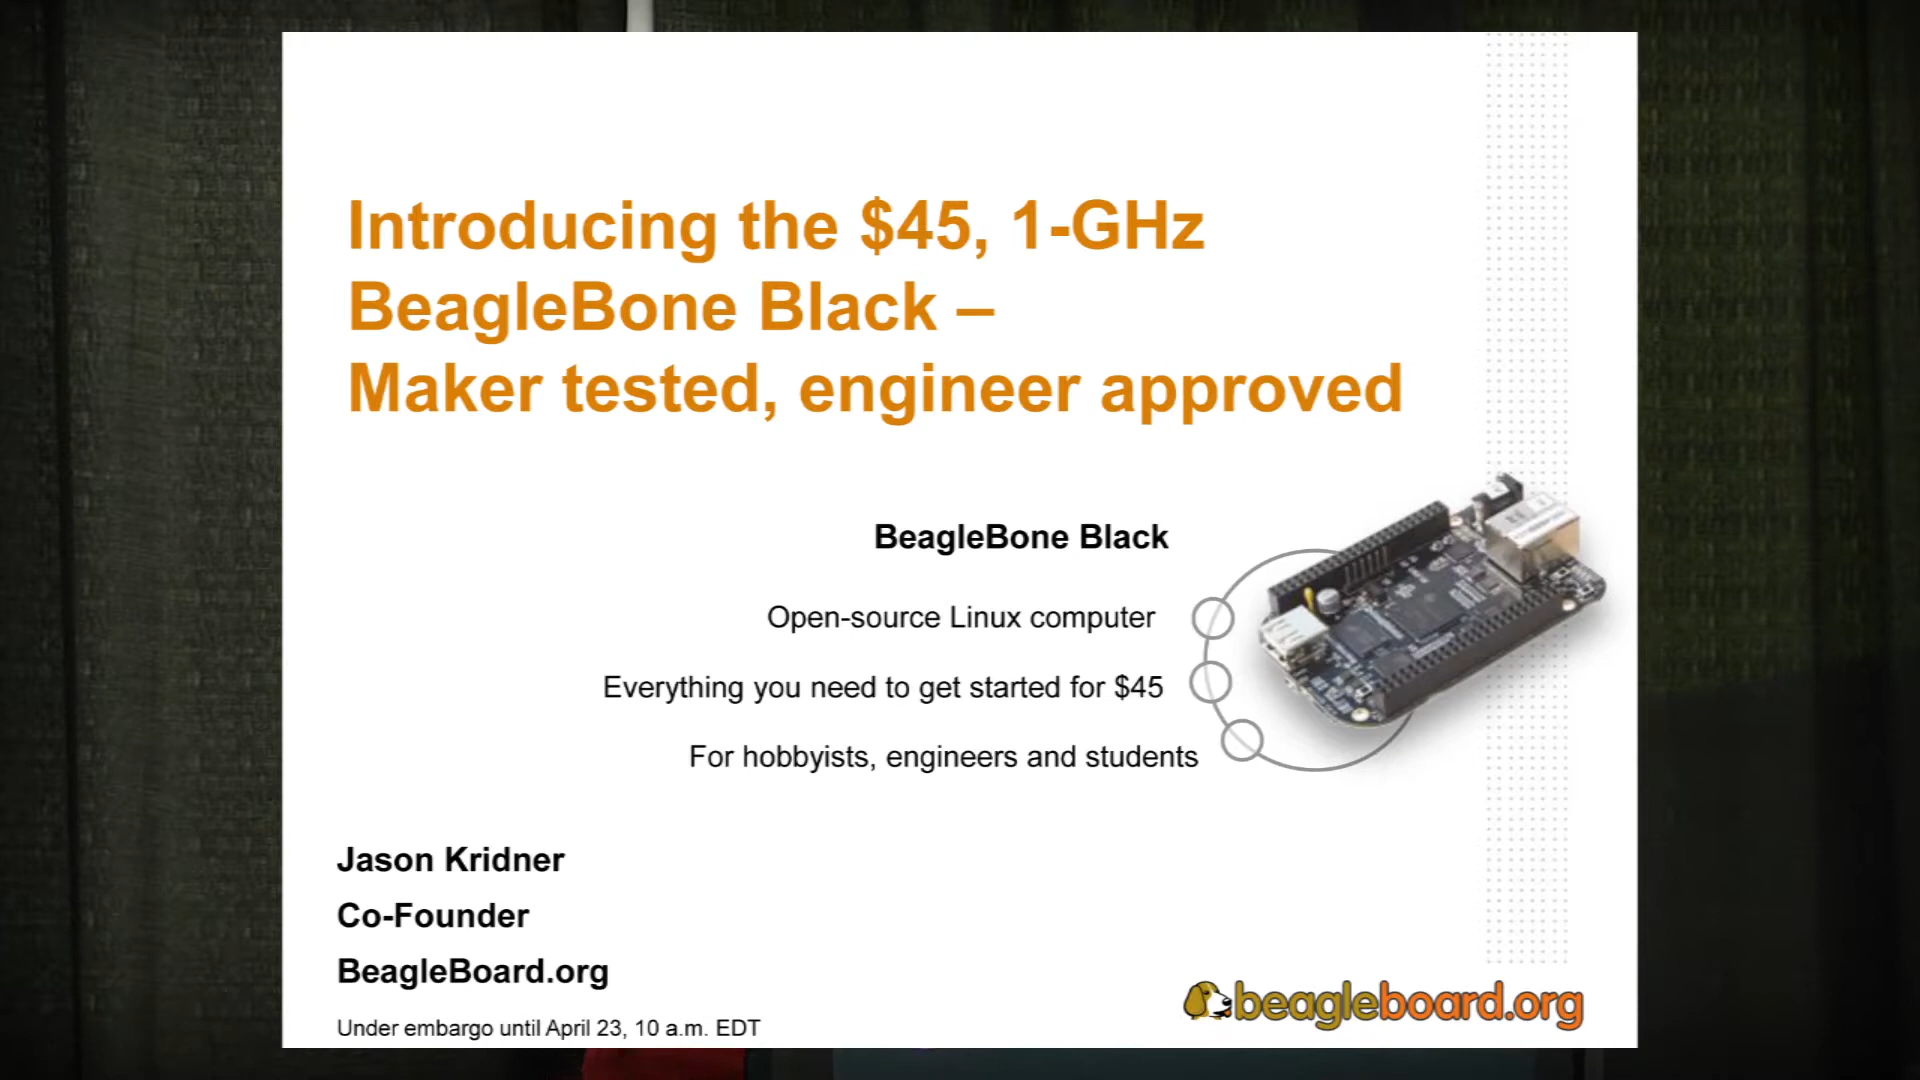 Introducing the $45, 1-GHz
BeagleBone Black –
Maker tested, engineer approved
BeagleBone Black
Open-source Linux computer
Everything you need to get started for $45
For hobbyists, engineers and students
Jason Kridner
Co-Founder
BeagleBoard.org
Under embargo until April 23, 10 a.m. EDT
beagleboard.org